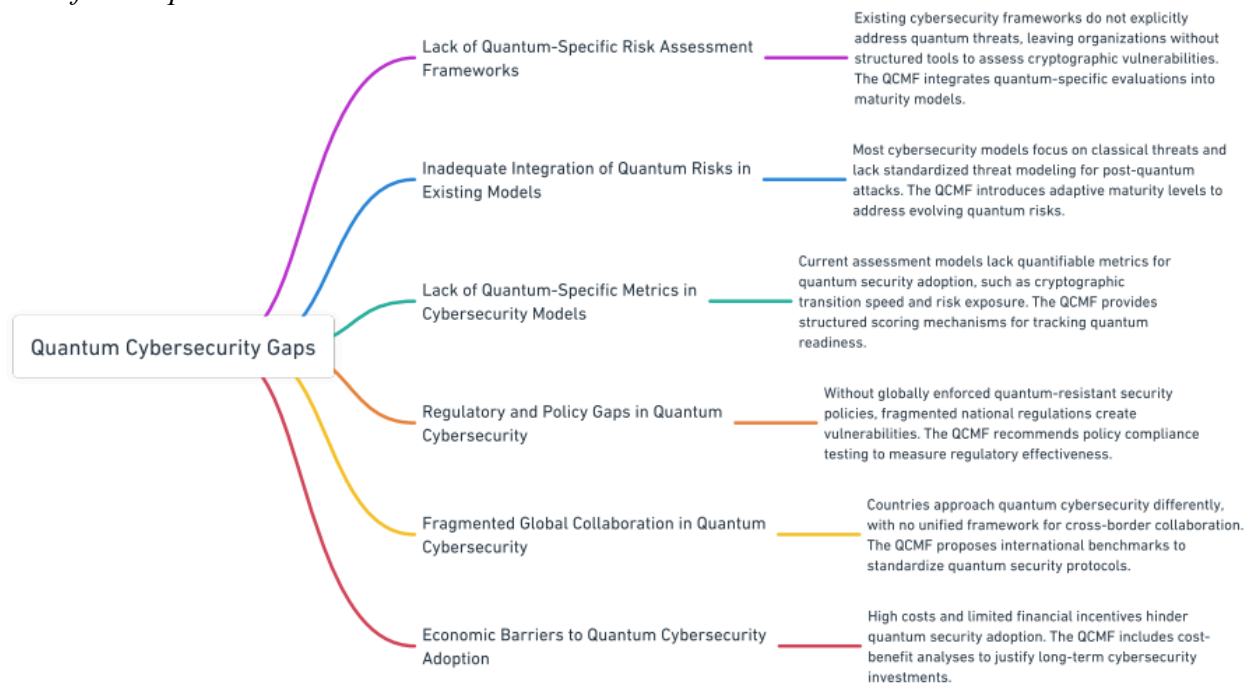 Lack of Quantum-Specific Risk Assessment
Frameworks
Existing cybersecurity frameworks do not explicitly
address quantum threats, leaving organizations without
structured tools to assess cryptographic vulnerabilities.
The QCMF integrates quantum-specific evaluations into
maturity models.
Inadequate Integration of Quantum Risks in
Existing Models
Most cybersecurity models focus on classical threats and
lack standardized threat modeling for post-quantum
attacks. The QCMF introduces adaptive maturity levels to
address evolving quantum risks.
Lack of Quantum-Specific Metrics in
Cybersecurity Models
Current assessment models lack quantifiable metrics for
quantum security adoption, such as cryptographic
transition speed and risk exposure. The QCMF provides
structured scoring mechanisms for tracking quantum
readiness.
Quantum Cybersecurity Gaps
Regulatory and Policy Gaps in Quantum
Cybersecurity
Without globally enforced quantum-resistant security
policies, fragmented national regulations create
vulnerabilities. The QCMF recommends policy compliance
testing to measure regulatory effectiveness.
Fragmented Global Collaboration in Quantum
Cybersecurity
Countries approach quantum cybersecurity differently,
with no unified framework for cross-border collaboration.
The QCMF proposes international benchmarks to
standardize quantum security protocols.
Economic Barriers to Quantum Cybersecurity
Adoption
High costs and limited financial incentives hinder
quantum security adoption. The QCMF includes cost-
benefit analyses to justify long-term cybersecurity
investments.